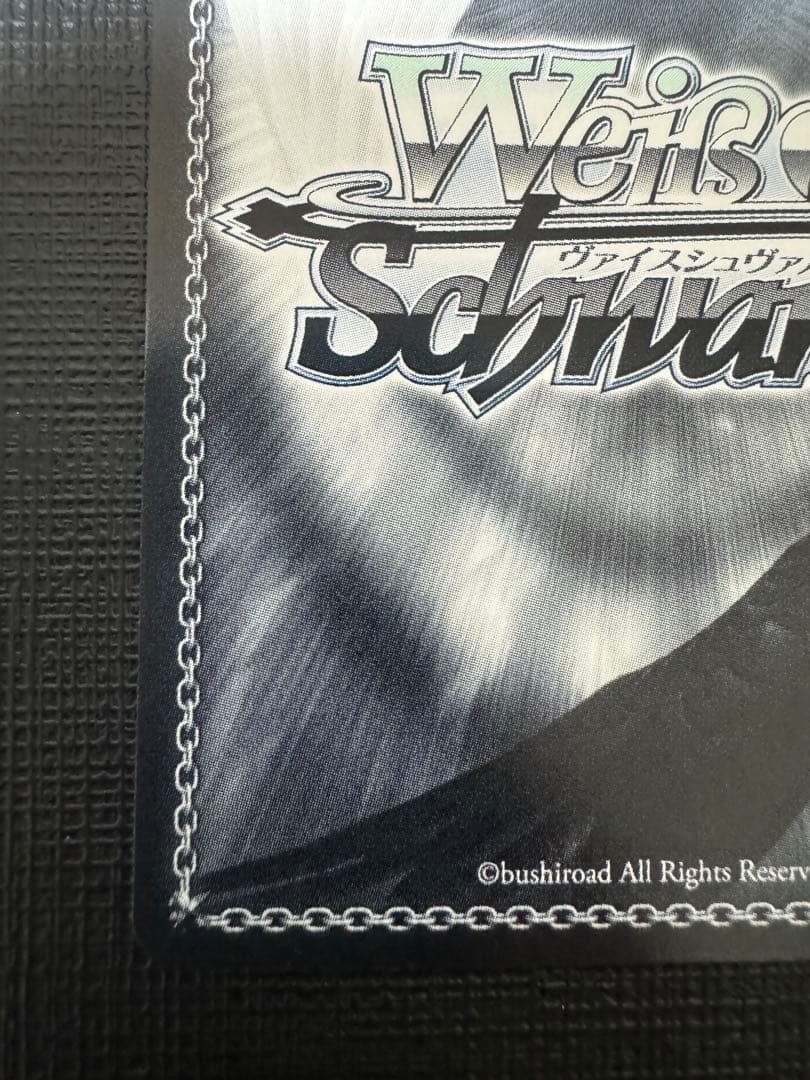 Weiß
Schwar
ヴァイスシュヴァ
©bushiroad All Rights Reserv